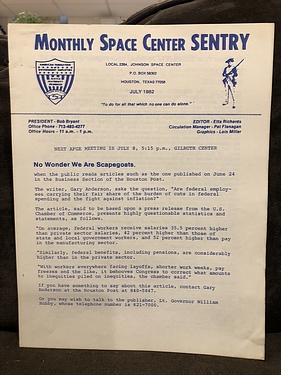 MONTHLY SPACE CENTER SENTRY
LOCAL 2284, JOHNSON SPACE CENTER
P.O. BOX 58062
HOUSTON, TEXAS 77058
JULY 1982
"To do for all that which no one can do alone."
PRESIDENT - Bob Bryant
Office Phone - 713-483-4277
Office Hours - 11 a.m. - 1 p.m.
EDITOR - Etta Richards
Circulation Manager - Pat Flanagan
Graphics - Lois Miller
NEXT AFGE MEETING IS JULY 8, 5:15 p.m., GILRUTH CENTER
No Wonder We Are Scapegoats.
When the public reads articles such as the one published on June 24
in the Business Section of the Houston Post.
The writer, Gary Anderson, asks the question, "Are federal employ-
ees carrying their fair share of the burden of cuts in federal
spending and the fight against inflation?"
The article, said to be based upon a press release from the U.S.
Chamber of Commerce, presents highly questionable statistics and
statements, as follows.
"On average, federal workers receive salaries 35.5 percent higher
than private sector salaries, 42 percent higher than those of
state and local government workers, and 52 percent higher than pay
in the manufacturing sector.
"Similarly, federal benefits, including pensions, are considerably
higher than in the private sector.
"With workers everywhere facing layoffs, shorter work weeks, pay
freezes and the like, it behooves Congress to correct what amounts
to inequities piled on inequities, the chamber said."
If you have something to say about this article, contact Gary
Anderson at the Houston Post at 840-5847.
Or you may wish to talk to the publisher, Lt. Governor William
Hobby, whose telephone number is 621-7000.